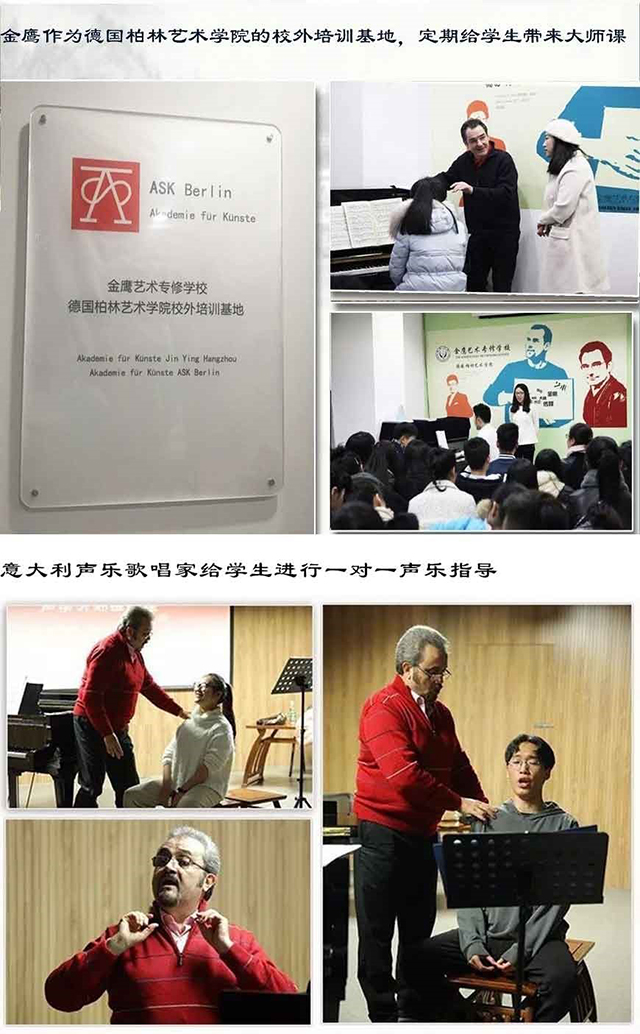 金鹰作为德国柏林艺术学院的校外培训基地，定期给学生带来大师课
ASK Berlin
Akademie für Künste
金鹰艺术专修学校
德国柏林艺术学院校外培训基地
Akademie für Künste Jin Ying Hangzhou
Akademie für Künste ASK Berlin
金鹰艺术专修学校
意大利声乐歌唱家给学生进行一对一声乐指导